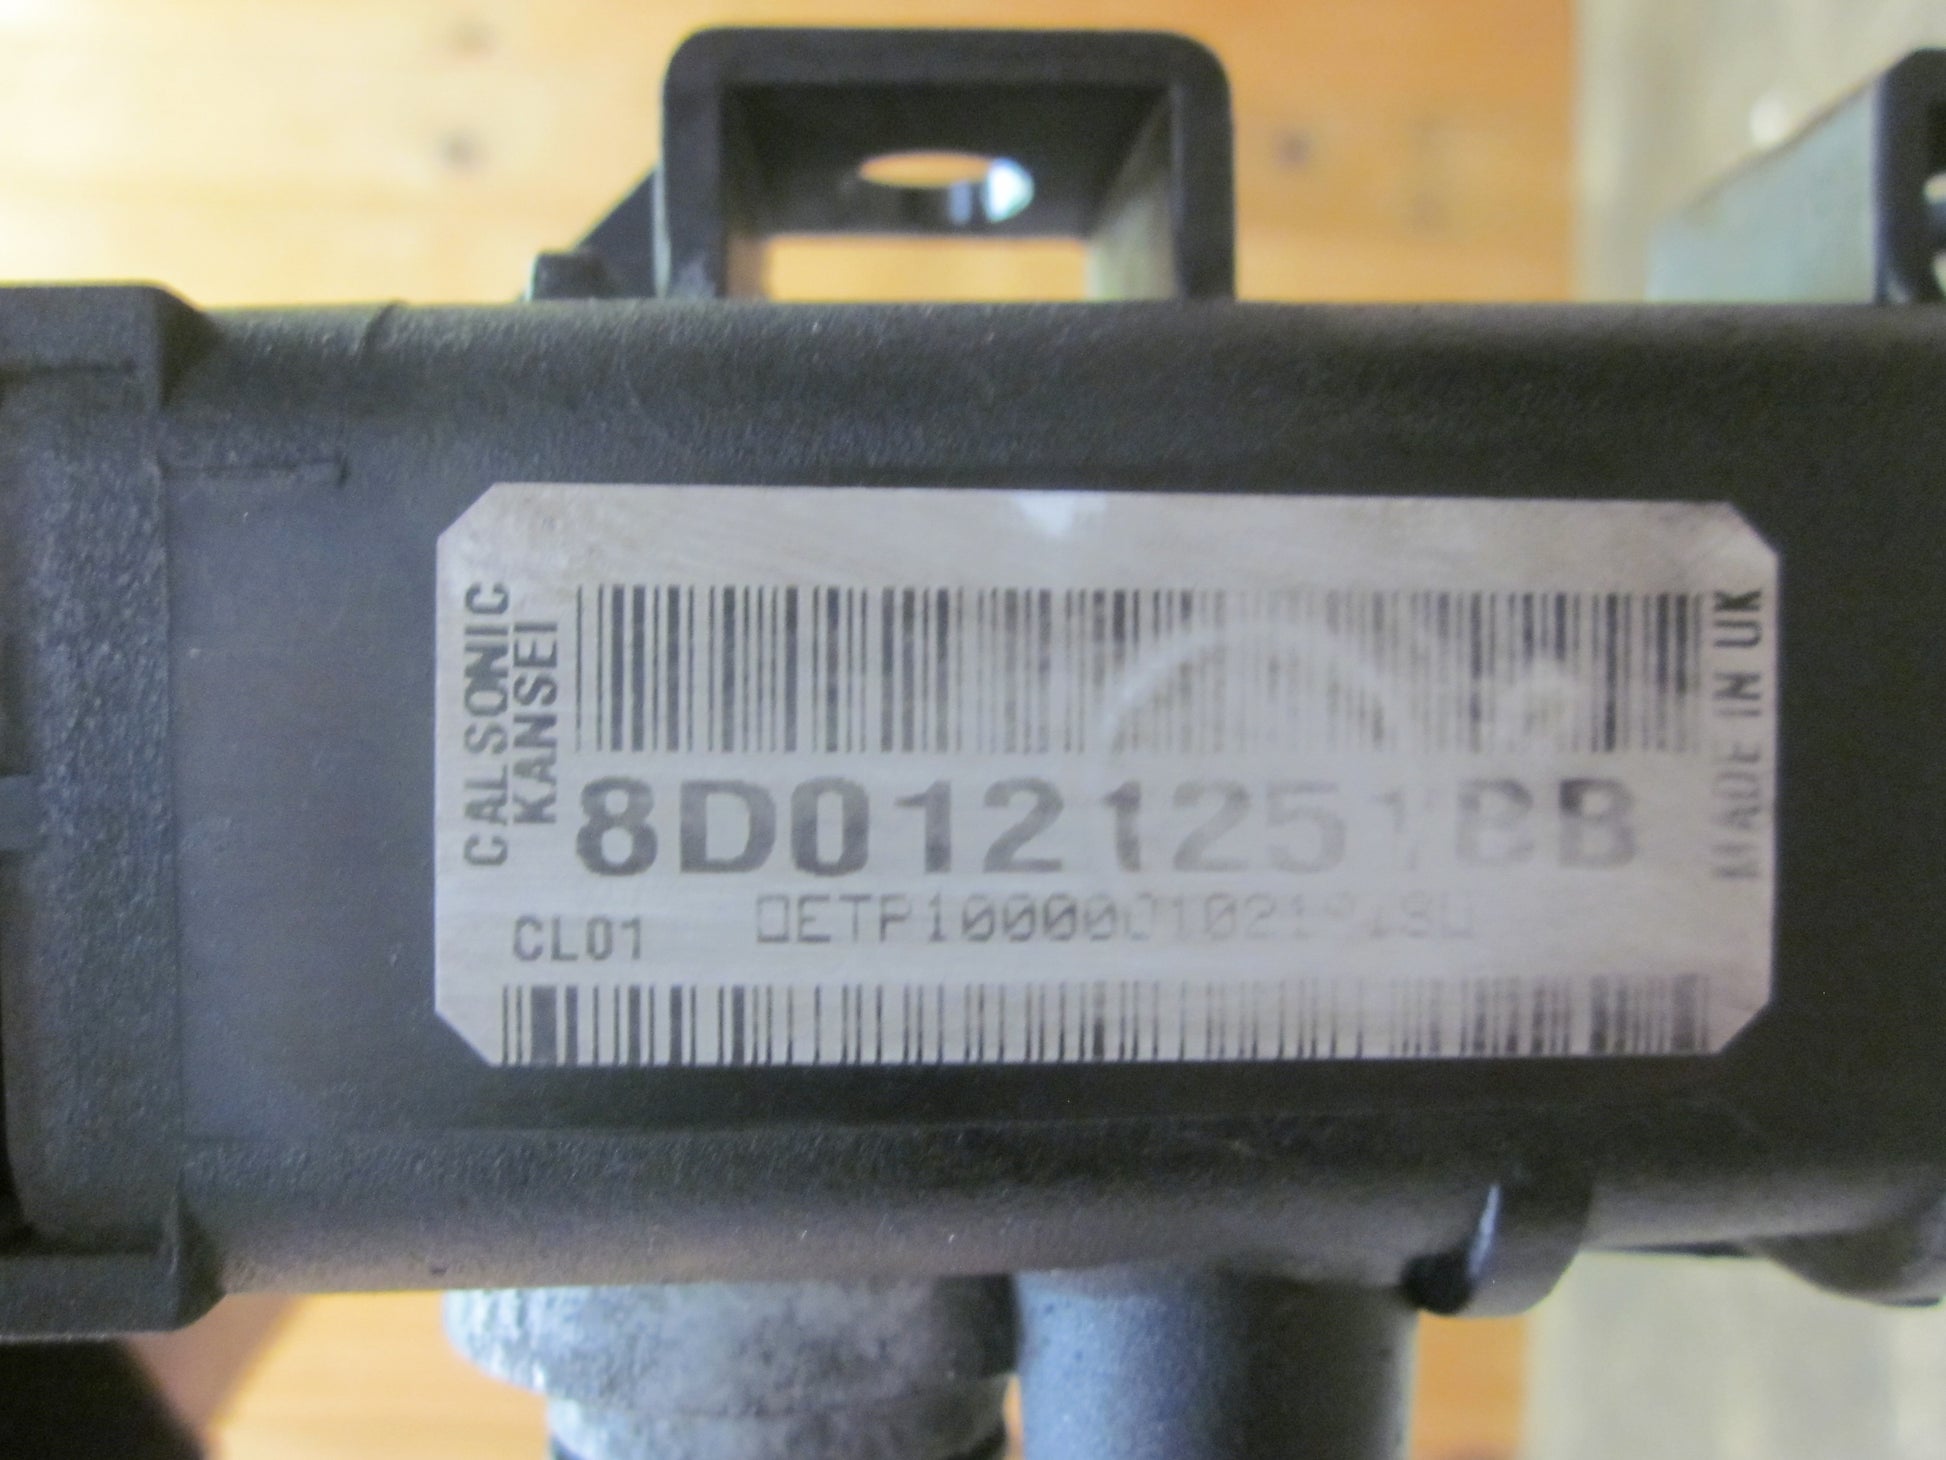 CALSONIC
KANSEI
8D0121251BB
CL01
MADE IN UK